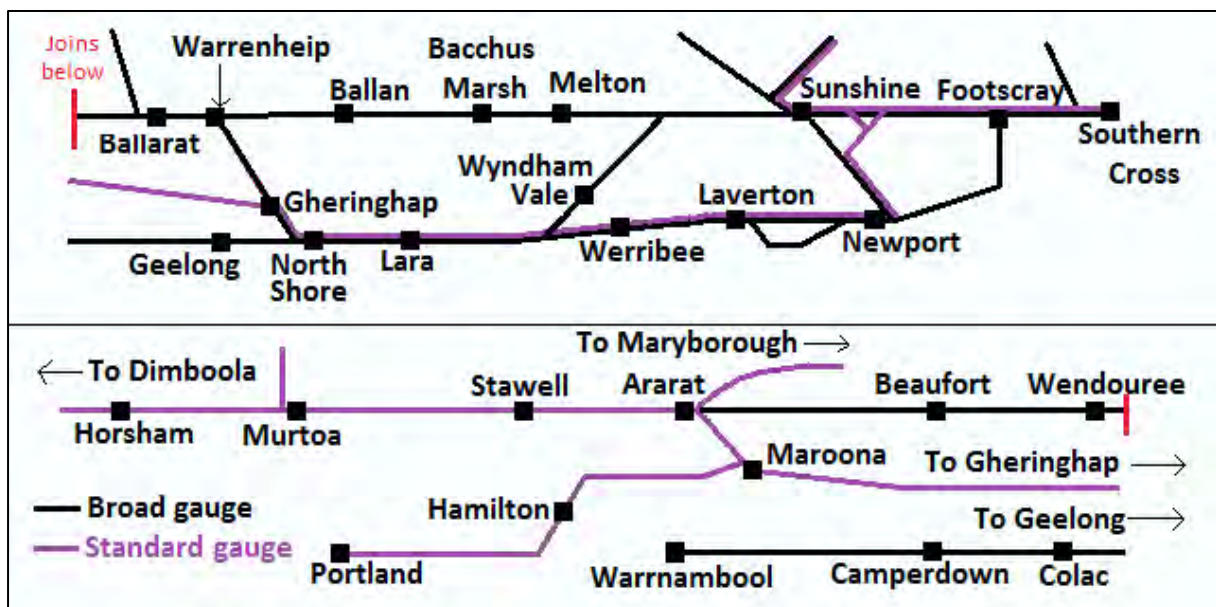 Joins
below
Warrenheip
Bacchus
Marsh
Ballan
Melton
Sunshine
Footscray
Ballarat
Southern
Cross
Wyndham
Vale
Gheringhap
Laverton
Geelong
North
Shore
Lara
Werribee
Newport
To Maryborough
To Dimboola
Stawell
Ararat
Beaufort
Wendouree
Horsham
Murtoa
Maroona
To Gheringhap
Hamilton
Broad gauge
To Geelong
Standard gauge
Portland
Warrnambool
Camperdown
Colac